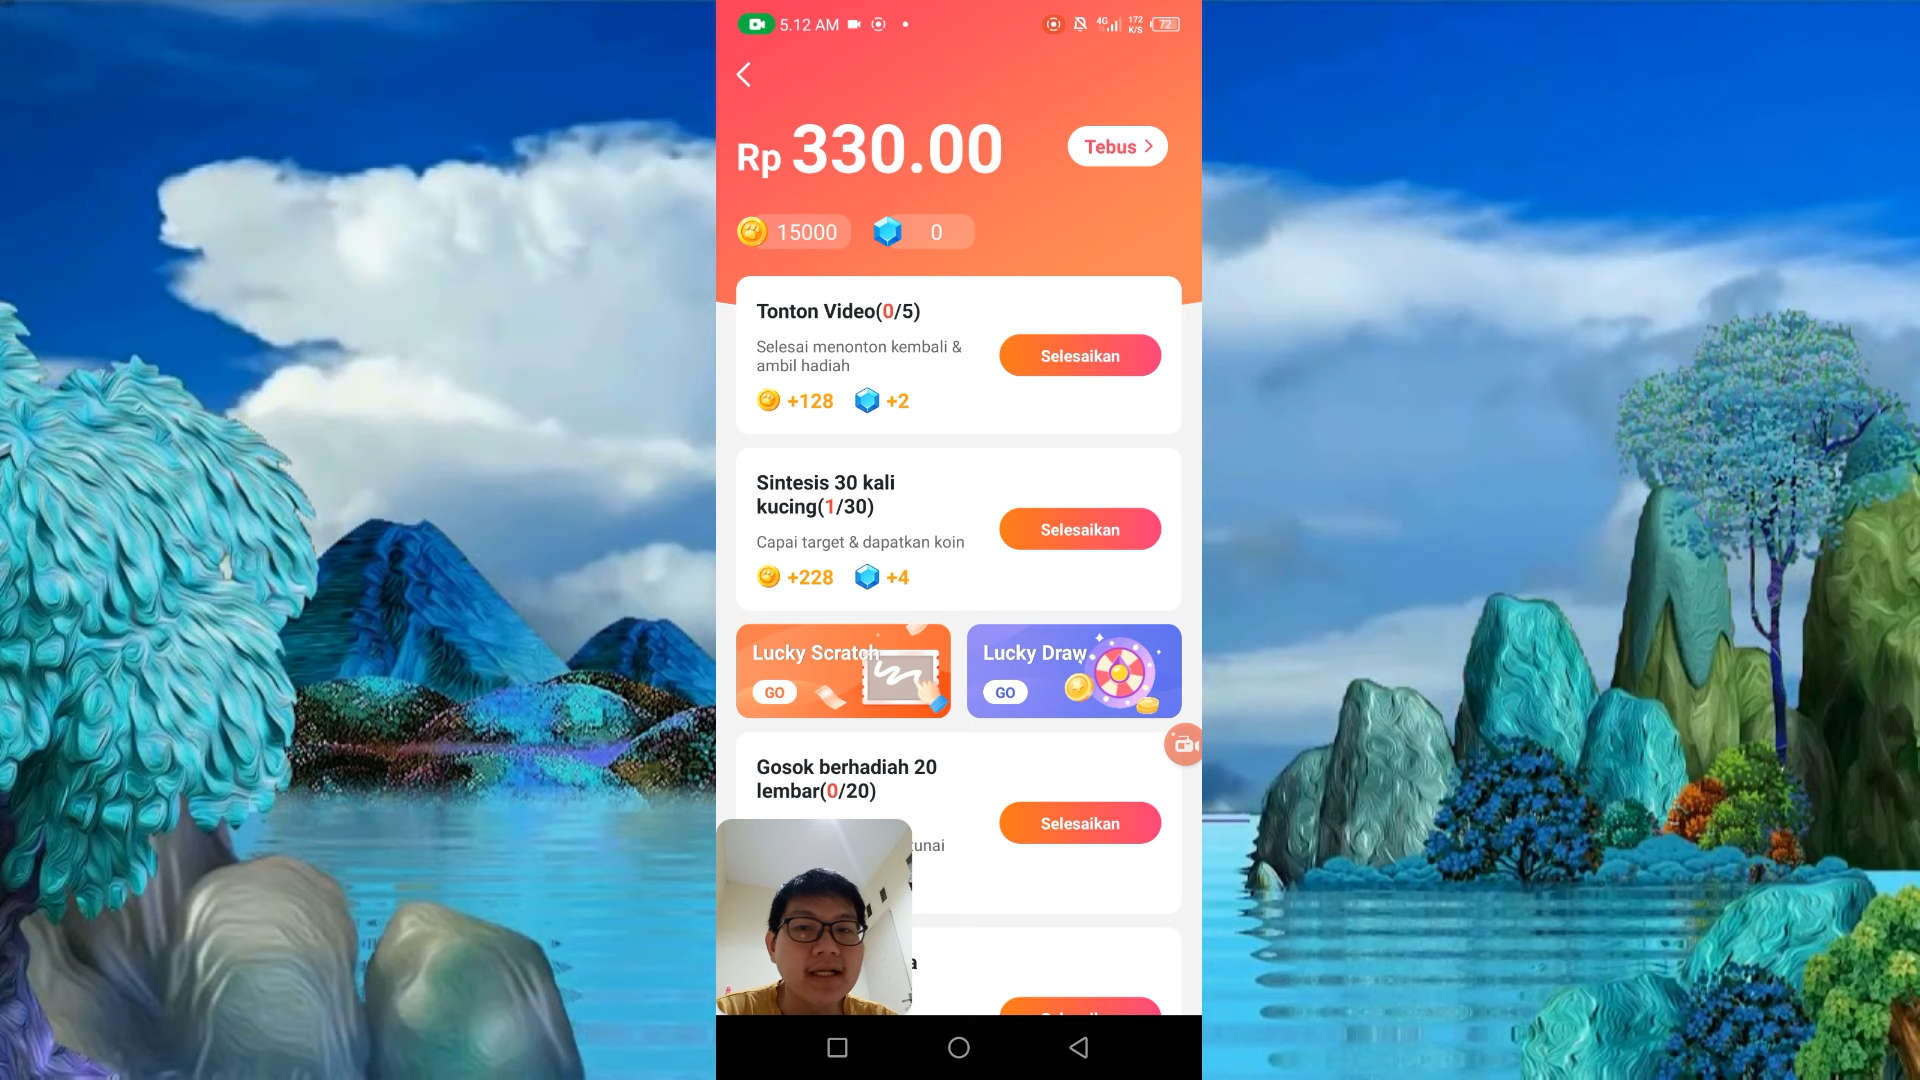 5.12 AM
4G
172
K/S
72
Rp 330.00
Tebus
15000
0
Tonton Video(0/5)
Selesai menonton kembali &
ambil hadiah
Selesaikan
+128
+2
Sintesis 30 kali
kucing(1/30)
Capai target & dapatkan koin
Selesaikan
+228
+4
Lucky Scratch
GO
Lucky Draw
GO
Gosok berhadiah 20
lembar(0/20)
Selesaikan